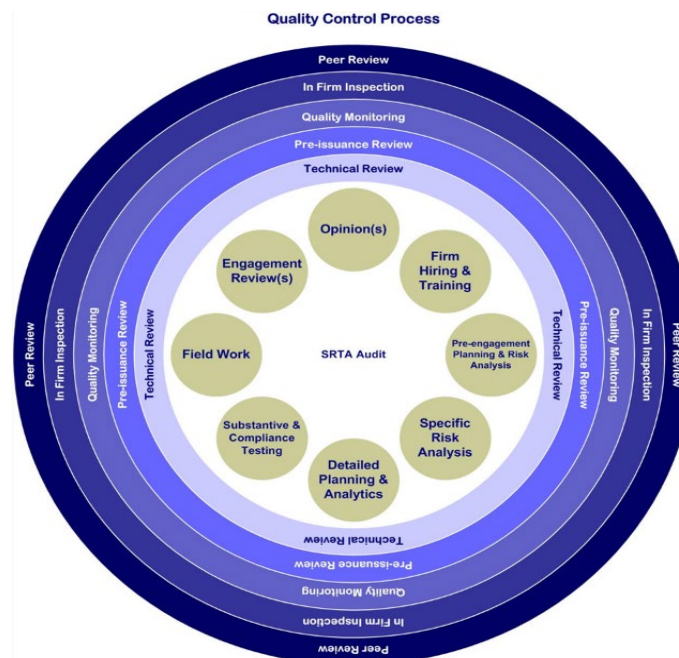 Quality Control Process
Peer Review
In Firm Inspection
Quality Monitoring
Pre-issuance Review
Technical Review
Opinion(s)
Engagement
Review(s)
Firm
Hiring &
Training
Peer Review
In Firm Inspection
Quality Monitoring
Pre-issuance Review
Technical Review
Field Work
SRTA Audit
Pre-engagement
Planning & Risk
Analysis
Technical Review
Pre-issuance Review
Quality Monitoring
In Firm Inspection
Peer Review
Substantive &
Compliance
Testing
Specific
Risk
Analysis
Detailed
Planning &
Analytics
Technical Review
Pre-issuance Review
Quality Monitoring
In Firm Inspection
Peer Review